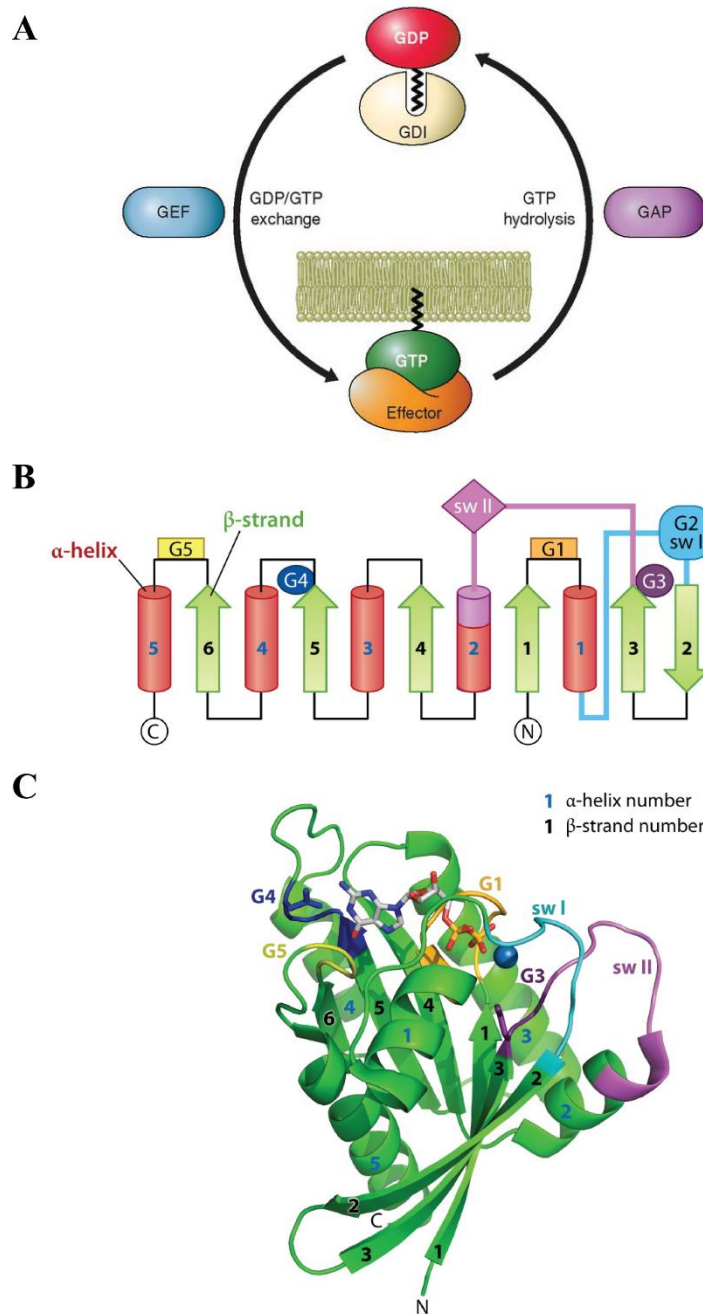 A
GDP
GDI
GEF
GDP/GTP
exchange
GTP
hydrolysis
GAP
GTP
Effector
B
β-strand
α-helix
G5
G4
sw II
G1
G2
sw I
G3
5
6
4
5
3
4
2
1
1
3
2
C
N
C
1 α-helix number
1 β-strand number
G4
G1
sw I
G5
G3
sw II
6
4
5
4
1
1
3
3
2
2
5
2
C
3
1
N